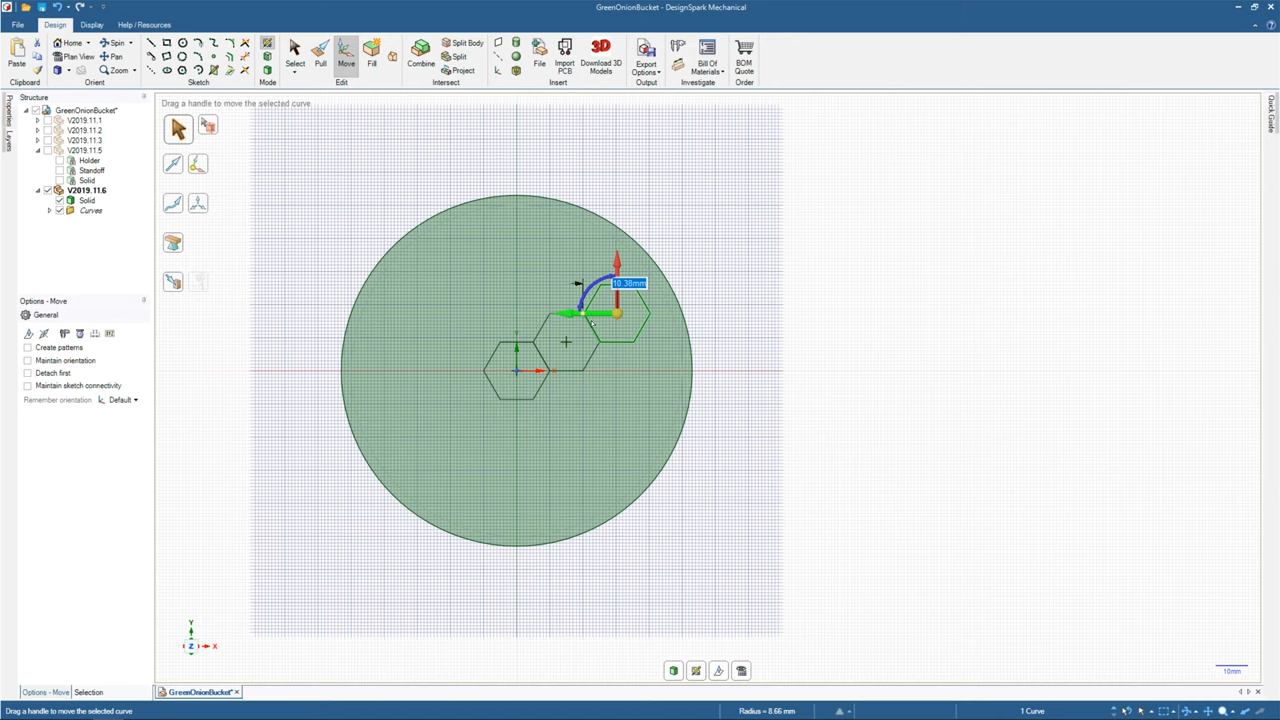 GreenOnionBucket - DesignSpark Mechanical
File
Design
Display
Help / Resources
Paste
Home
Plan View
Spin
Pan
Zoom
Select
Pull
Move
Fill
Combine
Split Body
Split
Project
File
Import PCB
Download 3D Models
Export Options
Bill Of Materials
BOM Quote
Clipboard
Orient
Sketch
Mode
Edit
Intersect
Insert
Output
Investigate
Order
Structure
GreenOnionBucket*
V2019.11.1
V2019.11.2
V2019.11.3
V2019.11.5
Holder
Standoff
Solid
V2019.11.6
Solid
Curves
Properties
Layers
Quick Guide
Drag a handle to move the selected curve
10.38mm
Options - Move
General
Create patterns
Maintain orientation
Detach first
Maintain sketch connectivity
Remember orientation
Default
Y
Z
X
10mm
Options - Move
Selection
GreenOnionBucket*
Drag a handle to move the selected curve
Radius = 8.66 mm
1 Curve